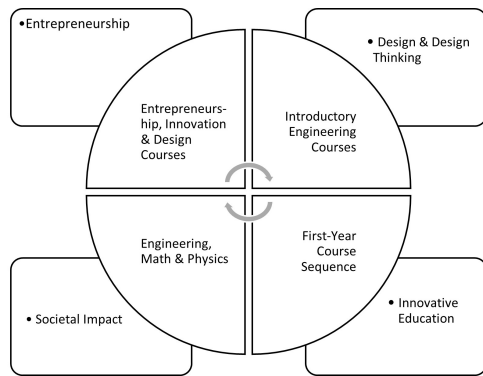 •Entrepreneurship
• Design & Design
Thinking
Entrepreneurs-
hip, Innovation
& Design
Courses
Introductory
Engineering
Courses
Engineering,
Math & Physics
First-Year
Course
Sequence
• Societal Impact
• Innovative
Education